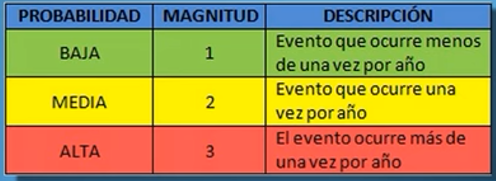 PROBABILIDAD MAGNITUD DESCRIPCIÓN
BAJA 1 Evento que ocurre menos
de una vez por año
MEDIA 2 Evento que ocurre una
vez por año
ALTA 3 El evento ocurre más de
una vez por año